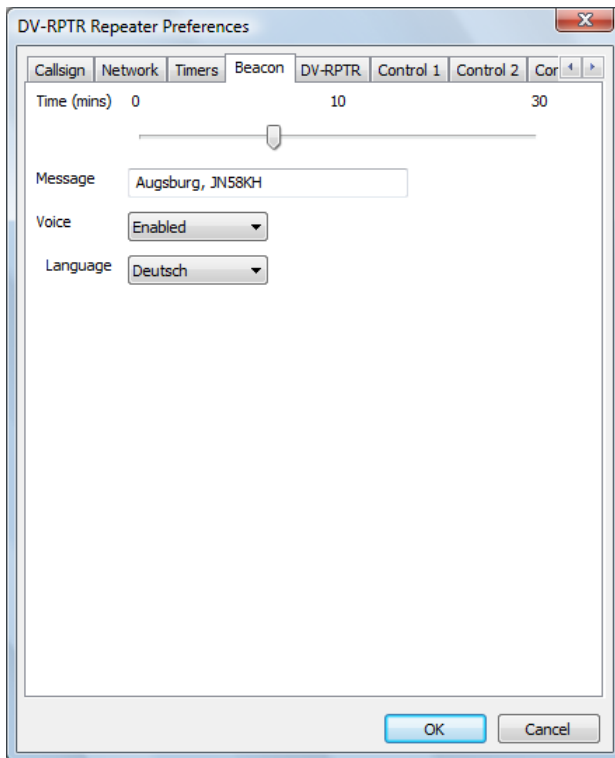 DV-RPTR Repeater Preferences
Callsign Network Timers Beacon DV-RPTR Control 1 Control 2 Cor
Time (mins) 0 10 30
Message Augsburg, JN58KH
Voice Enabled
Language Deutsch
OK Cancel